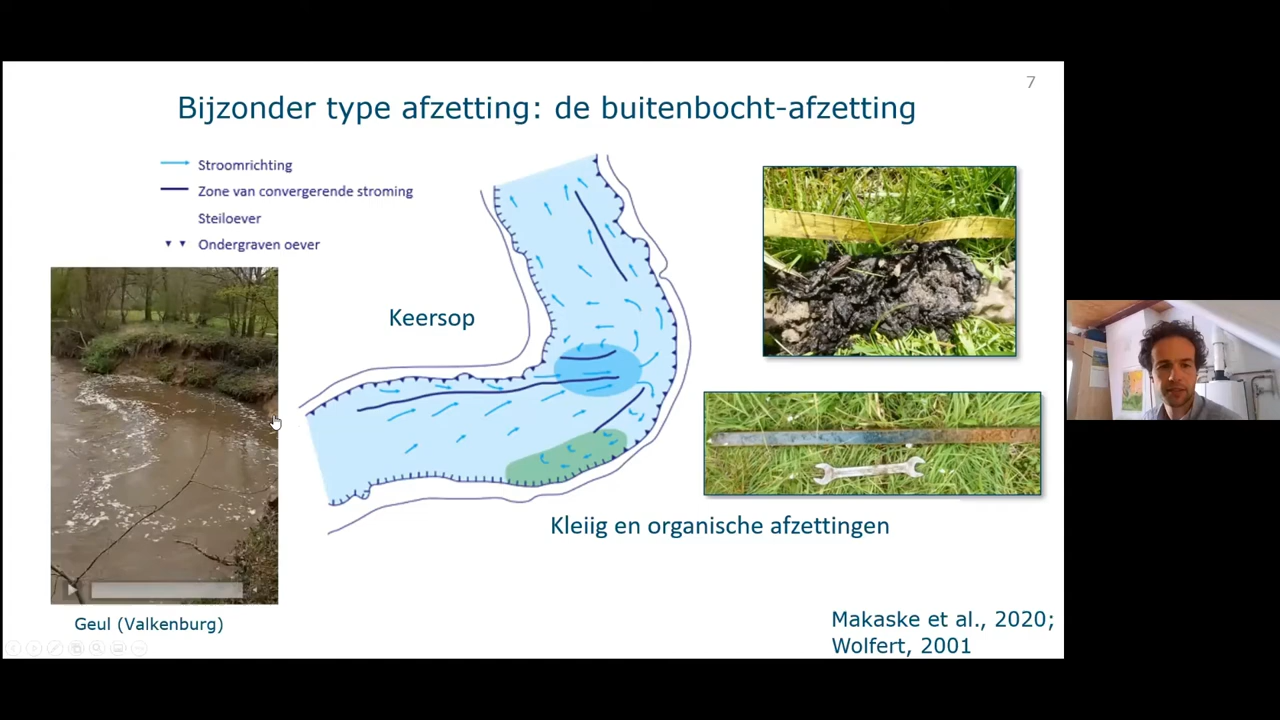 7
Bijzonder type afzetting: de buitenbocht-afzetting
Stroomrichting
Zone van convergerende stroming
Steiloever
Ondergraven oever
Keersop
Kleiig en organische afzettingen
Geul (Valkenburg)
Makaske et al., 2020;
Wolfert, 2001